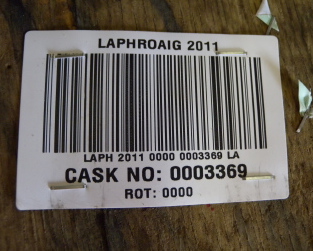 LAPHROAIG 2011
LAPH 2011 0000 0003369 LA
CASK NO: 0003369
ROT: 0000